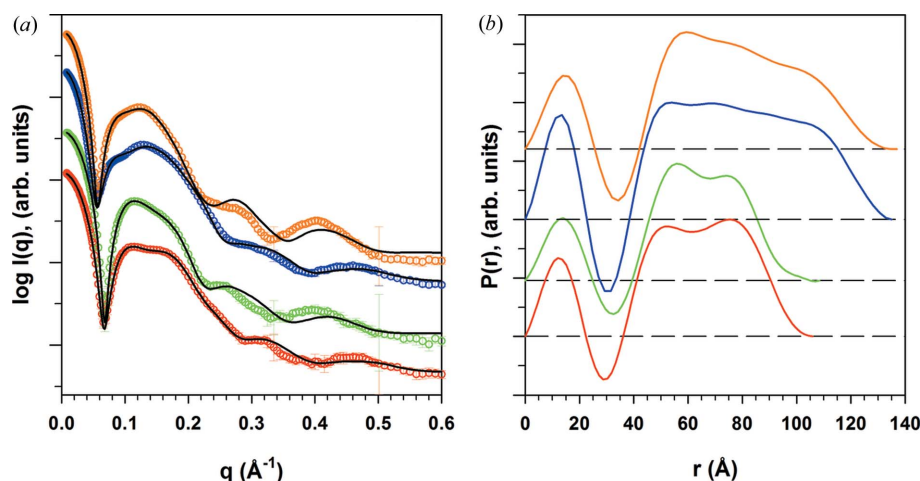 (a)
log I(q), (arb. units)
0.0 0.1 0.2 0.3 0.4 0.5 0.6
q (Å⁻¹)
(b)
P(r), (arb. units)
0 20 40 60 80 100 120 140
r (Å)